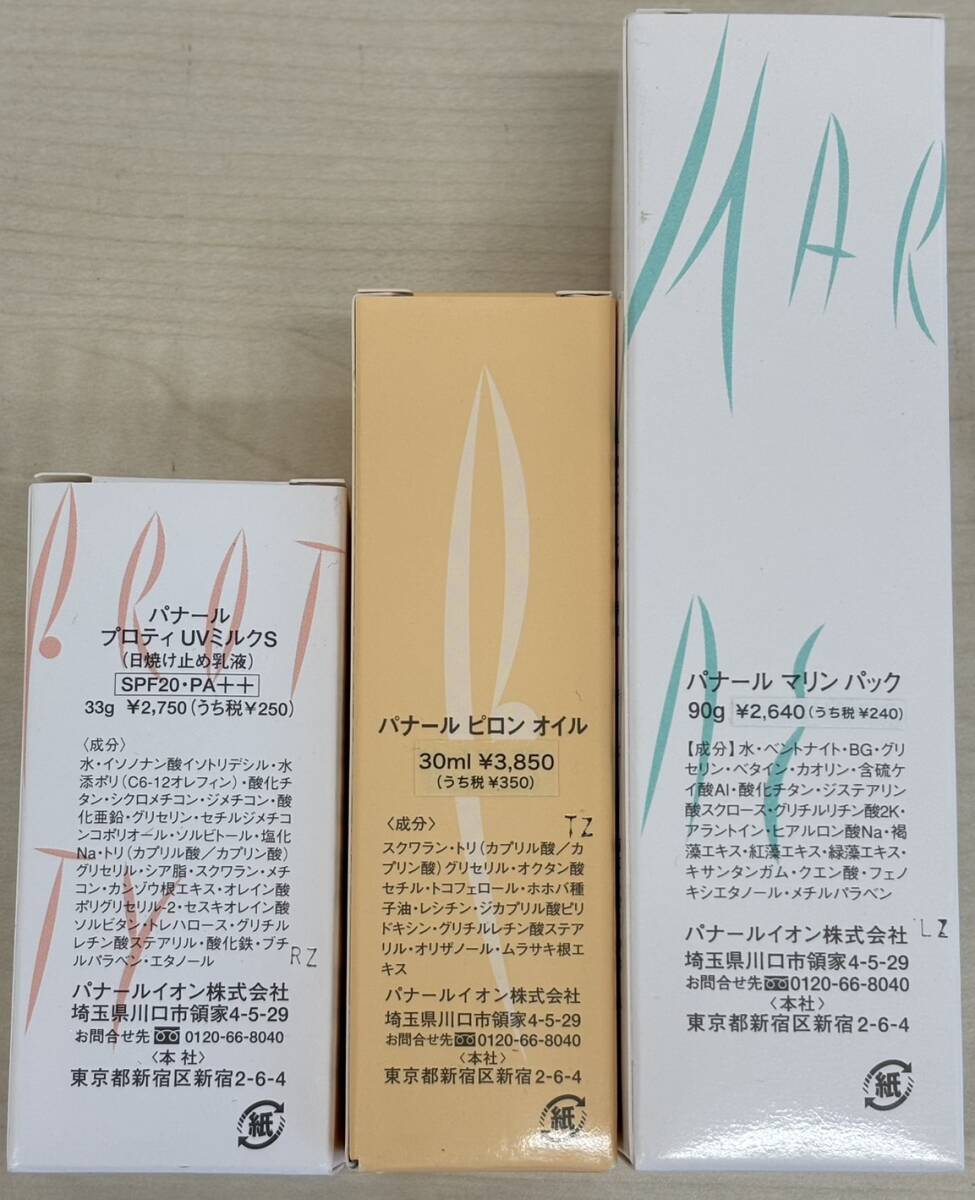 PROT
パナール
プロティ UVミルクS
(日焼け止め乳液)
SPF20・PA++
33g ¥2,750(うち税¥250)
〈成分〉
水・イソノナン酸イソトリデシル・水
添ポリ(C6-12オレフィン)・酸化チ
タン・シクロメチコン・ジメチコン・酸
化亜鉛・グリセリン・セチルジメチコ
ンコポリオール・ソルビトール・塩化
Na・トリ(カプリル酸/カプリン酸)
グリセリル・シア脂・スクワラン・メチ
コン・カンゾウ根エキス・オレイン酸
ポリグリセリル-2・セスキオレイン酸
ソルビタン・トレハロース・グリチル
レチン酸ステアリル・酸化鉄・ブチ
ルパラベン・エタノール
RZ
TY
パナールイオン株式会社
埼玉県川口市領家4-5-29
お問合せ先 0120-66-8040
〈本社〉
東京都新宿区新宿2-6-4
紙
パナール ピロン オイル
30ml ¥3,850
(うち税¥350)
〈成分〉
TZ
スクワラン・トリ(カプリル酸/カ
プリン酸)グリセリル・オクタン酸
セチル・トコフェロール・ホホバ種
子油・レシチン・ジカプリル酸ピリ
ドキシン・グリチルレチン酸ステア
リル・オリザノール・ムラサキ根エ
キス
パナールイオン株式会社
埼玉県川口市領家4-5-29
お問合せ先 0120-66-8040
〈本社〉
東京都新宿区新宿2-6-4
紙
MAR
パナール マリン パック
90g ¥2,640(うち税¥240)
【成分】水・ベントナイト・BG・グリ
セリン・ベタイン・カオリン・含硫ケ
イ酸Al・酸化チタン・ジステアリン
酸スクロース・グリチルリチン酸2K・
アラントイン・ヒアルロン酸Na・褐
藻エキス・紅藻エキス・緑藻エキス・
キサンタンガム・クエン酸・フェノ
キシエタノール・メチルパラベン
LZ
パナールイオン株式会社
埼玉県川口市領家4-5-29
お問合せ先 0120-66-8040
〈本社〉
東京都新宿区新宿2-6-4
紙